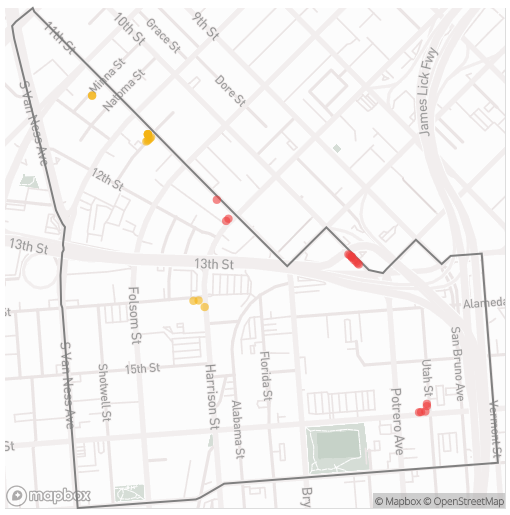 9th St
10th St
Grace St
11th St
Minna St
Natoma St
Dore St
James Lick Fwy
S Van Ness Ave
12th St
13th St
13th St
Alameda
Folsom St
San Bruno Ave
S Van Ness Ave
15th St
Shotwell St
Harrison St
Florida St
Alabama St
Utah St
Potrero Ave
Vermont St
St
St
Bry
mapbox
© Mapbox © OpenStreetMap